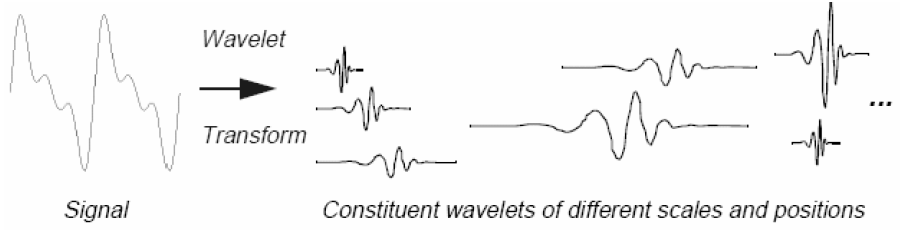 Wavelet
Transform
...
Signal
Constituent wavelets of different scales and positions